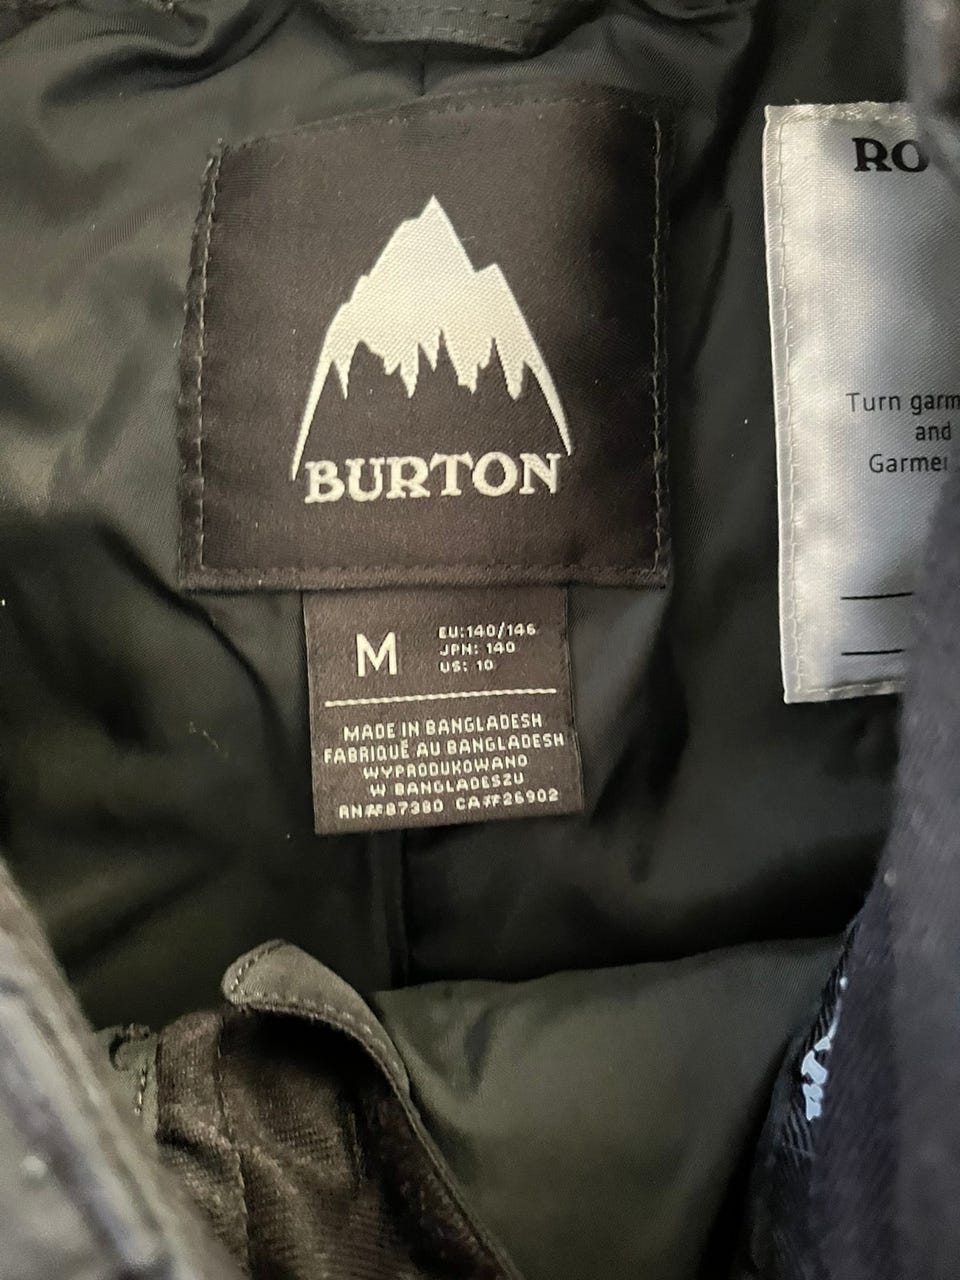 BURTON
M
EU:140/146
JPN: 140
US: 10
MADE IN BANGLADESH
FABRIQUÉ AU BANGLADESH
WYPRODUKOWANO
W BANGLADESZU
RN#87380 CA#26902
RO
Turn garm
and
Garme